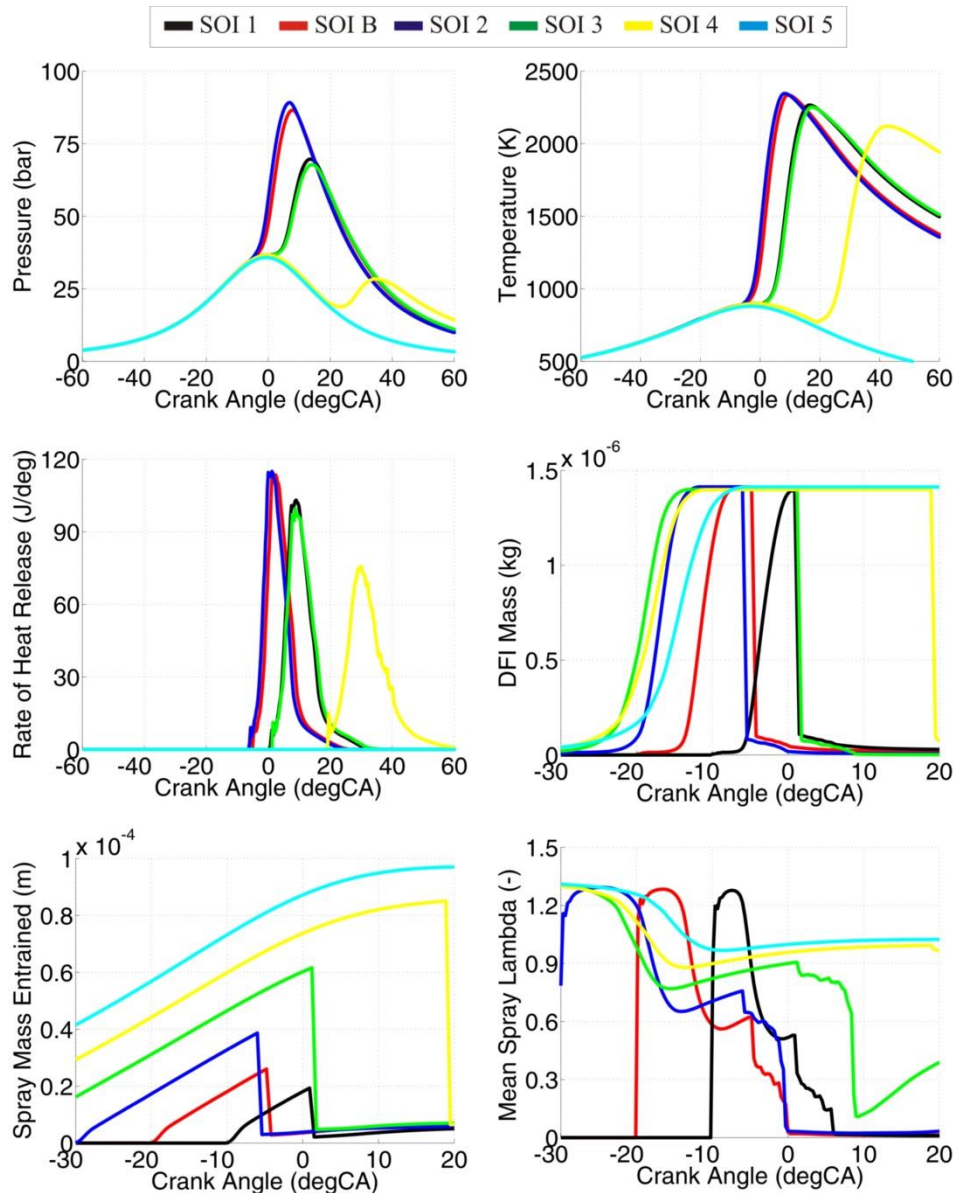 SOI 1 SOI B SOI 2 SOI 3 SOI 4 SOI 5
100
75
50
25
0
Pressure (bar)
-60 -40 -20 0 20 40 60
Crank Angle (degCA)
2500
2000
1500
1000
500
Temperature (K)
-60 -40 -20 0 20 40 60
Crank Angle (degCA)
120
90
60
30
0
Rate of Heat Release (J/deg)
-60 -40 -20 0 20 40 60
Crank Angle (degCA)
x 10^-6
1.5
1
0.5
0
DFI Mass (kg)
-30 -20 -10 0 10 20
Crank Angle (degCA)
x 10^-4
1
0.8
0.6
0.4
0.2
0
Spray Mass Entrained (m)
-30 -20 -10 0 10 20
Crank Angle (degCA)
1.5
1.2
0.9
0.6
0.3
0
Mean Spray Lambda (-)
-30 -20 -10 0 10 20
Crank Angle (degCA)